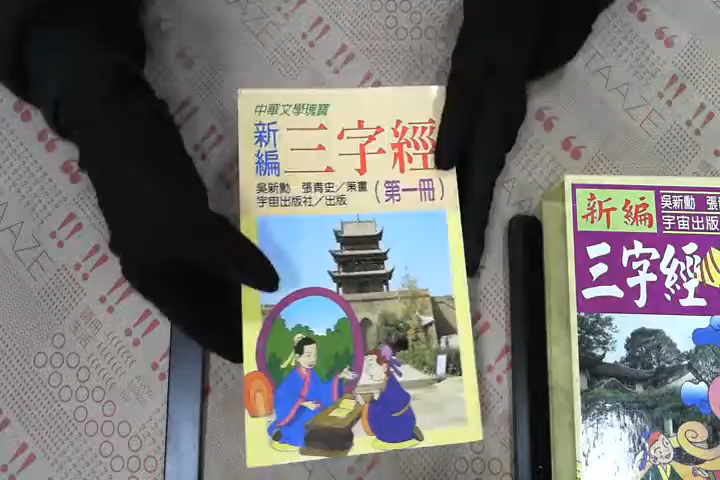 中華文學瑰寶
新編
三字經
吳新勳 張青史/策畫
宇宙出版社/出版
(第一冊)
新編
吳新勳 張
宇宙出版
三字經
TAAZE
TAAZE
TAAZE